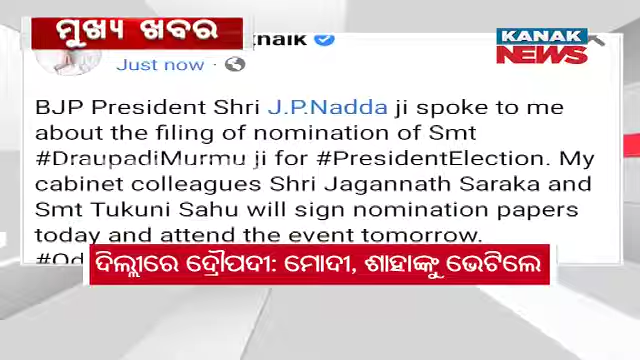 ମୁଖ୍ୟ ଖବର
KANAK
NEWS
Just now
BJP President Shri J.P.Nadda ji spoke to me
about the filing of nomination of Smt
#DraupadiMurmu ji for #PresidentElection. My
cabinet colleagues Shri Jagannath Saraka and
Smt Tukuni Sahu will sign nomination papers
today and attend the event tomorrow.
ଦିଲ୍ଲୀରେ ଦ୍ରୌପଦୀ: ମୋଦୀ, ଶାହାଙ୍କୁ ଭେଟିଲେ